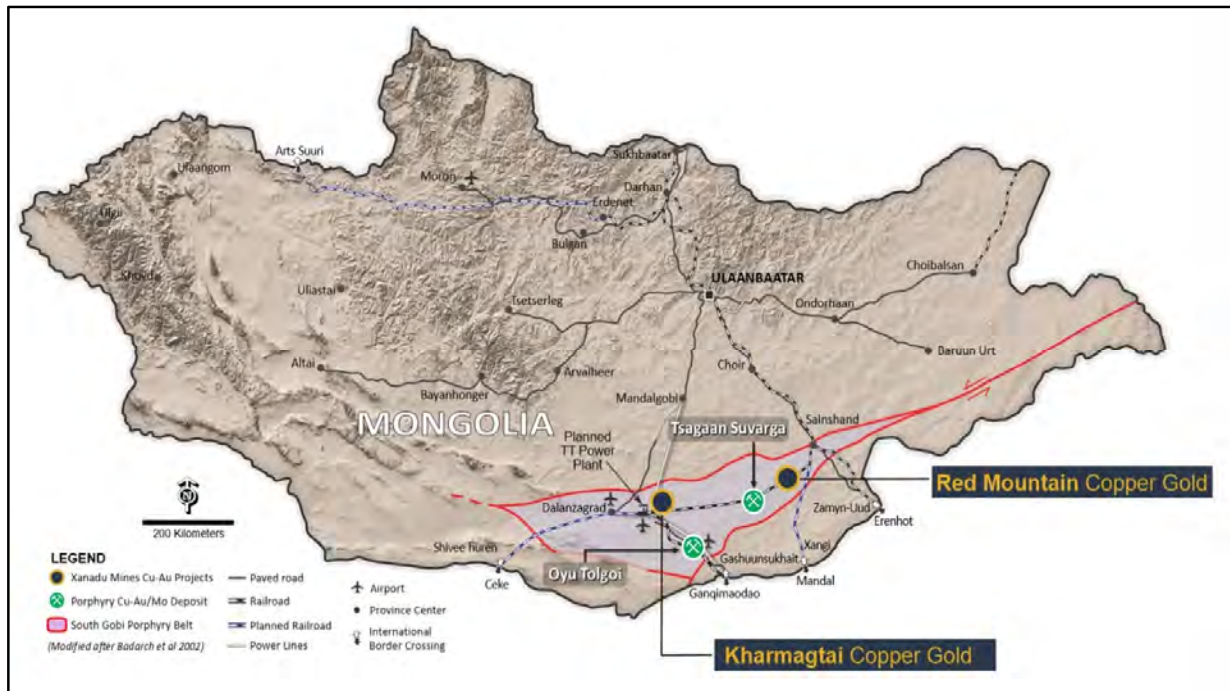 Arts Suuri
Ulaangom
Ulgii
Khovda
Moron
Sukhbaatar
Darhan
Erdenet
Bulgan
Uliastai
Tsetserleg
ULAANBAATAR
Choibalsan
Ondorhaan
Baruun Urt
Altai
Bayanhonger
Arvaiheer
Choir
Mandalgobi
MONGOLIA
Sainshand
Tsagaan Suvarga
Planned
TT Power
Plant
Red Mountain Copper Gold
Dalanzagrad
Zamyn-Uud
Erenhot
Shivee huren
Ceke
Oyu Tolgoi
Gashuunsukhait
Xangi
Mandal
Ganqimaodao
Kharmagtai Copper Gold
N
200 Kilometers
LEGEND
Xanadu Mines Cu-Au Projects
Porphyry Cu-Au/Mo Deposit
South Gobi Porphyry Belt
(Modified after Badarch et al 2002)
Paved road
Railroad
Planned Railroad
Power Lines
Airport
Province Center
International
Border Crossing